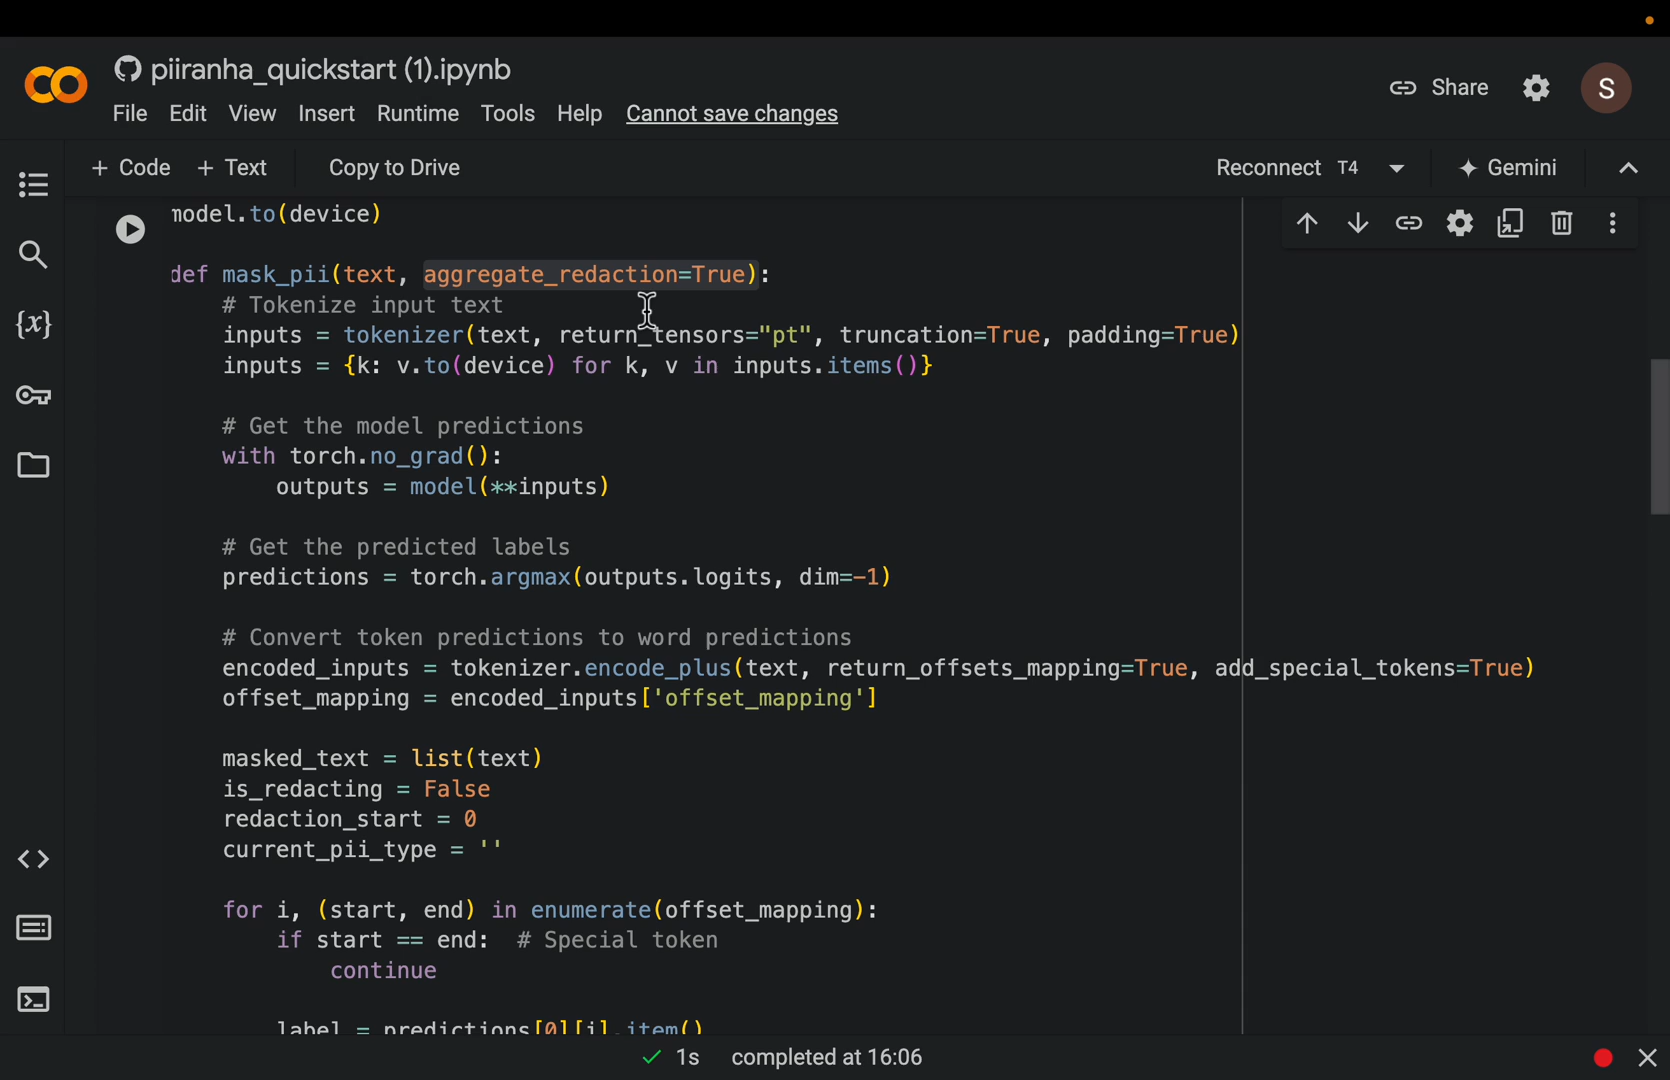 piiranha_quickstart (1).ipynb
File Edit View Insert Runtime Tools Help Cannot save changes
Share
S
+ Code + Text Copy to Drive
Reconnect T4
Gemini
model.to(device)
def mask_pii(text, aggregate_redaction=True):
# Tokenize input text
inputs = tokenizer(text, return_tensors="pt", truncation=True, padding=True)
inputs = {k: v.to(device) for k, v in inputs.items()}
# Get the model predictions
with torch.no_grad():
outputs = model(**inputs)
# Get the predicted labels
predictions = torch.argmax(outputs.logits, dim=-1)
# Convert token predictions to word predictions
encoded_inputs = tokenizer.encode_plus(text, return_offsets_mapping=True, add_special_tokens=True)
offset_mapping = encoded_inputs['offset_mapping']
masked_text = list(text)
is_redacting = False
redaction_start = 0
current_pii_type = ''
for i, (start, end) in enumerate(offset_mapping):
if start == end: # Special token
continue
label = predictions[0][i].item()
{x}
1s completed at 16:06